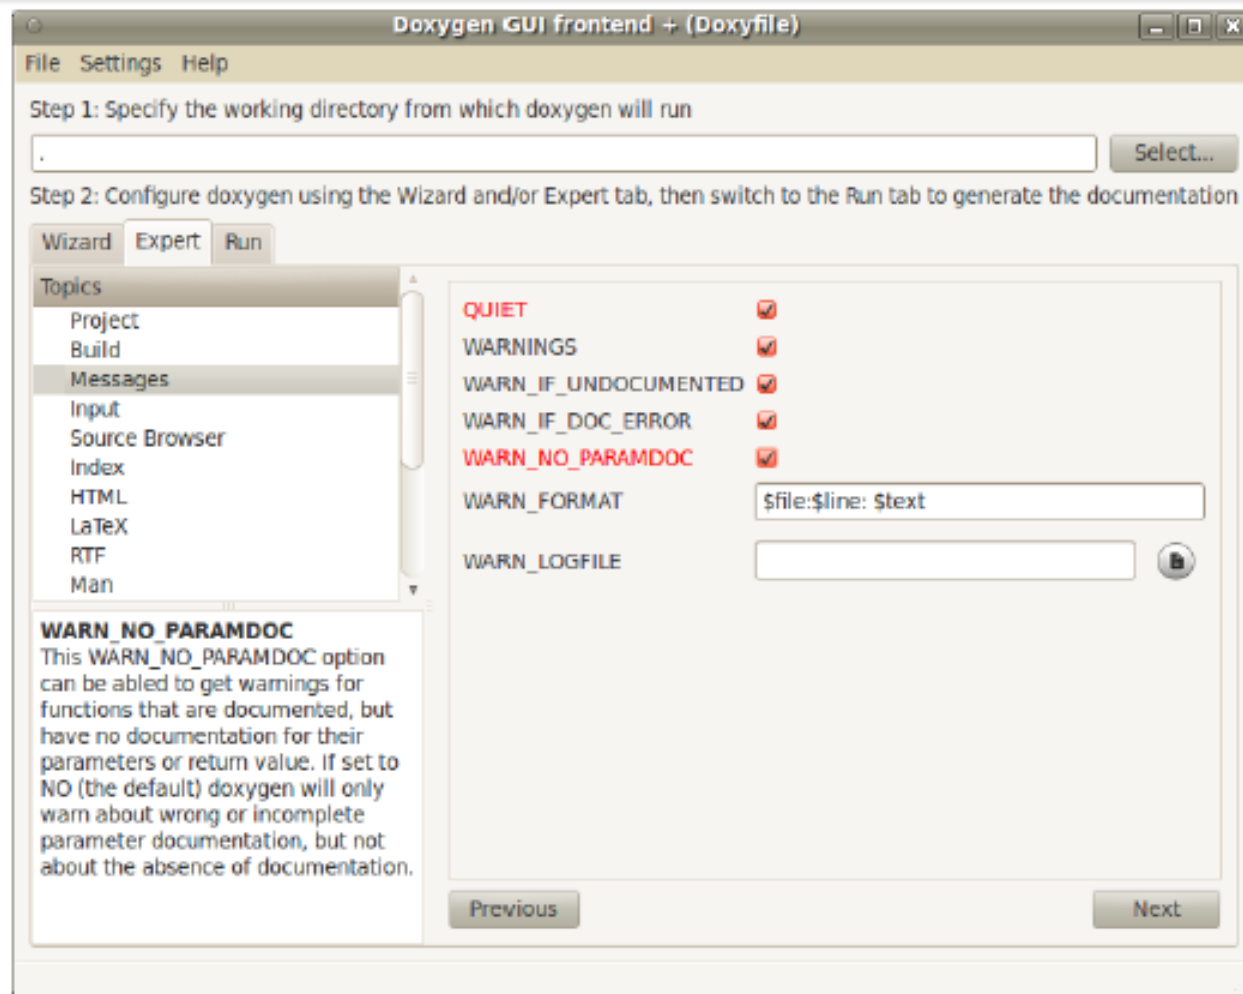 Doxygen GUI frontend + (Doxyfile)
File Settings Help
Step 1: Specify the working directory from which doxygen will run
.
Select...
Step 2: Configure doxygen using the Wizard and/or Expert tab, then switch to the Run tab to generate the documentation
Wizard Expert Run
Topics
Project
Build
Messages
Input
Source Browser
Index
HTML
LaTeX
RTF
Man
WARN_NO_PARAMDOC
This WARN_NO_PARAMDOC option
can be abled to get warnings for
functions that are documented, but
have no documentation for their
parameters or return value. If set to
NO (the default) doxygen will only
warn about wrong or incomplete
parameter documentation, but not
about the absence of documentation.
QUIET
WARNINGS
WARN_IF_UNDOCUMENTED
WARN_IF_DOC_ERROR
WARN_NO_PARAMDOC
WARN_FORMAT $file:$line: $text
WARN_LOGFILE
Previous Next